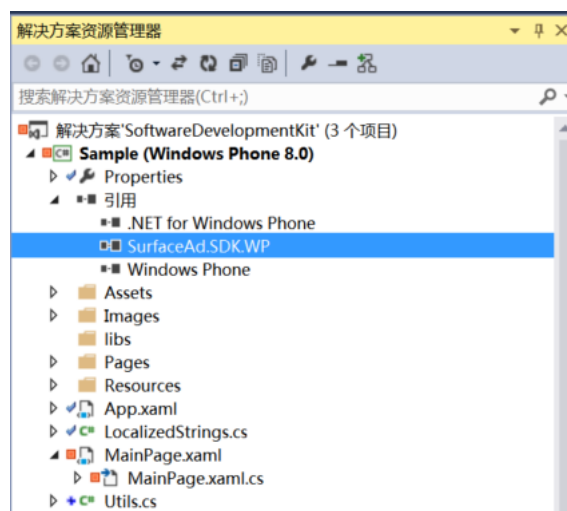 解决方案资源管理器
搜索解决方案资源管理器(Ctrl+;)
解决方案'SoftwareDevelopmentKit' (3 个项目)
Sample (Windows Phone 8.0)
Properties
引用
.NET for Windows Phone
SurfaceAd.SDK.WP
Windows Phone
Assets
Images
libs
Pages
Resources
App.xaml
LocalizedStrings.cs
MainPage.xaml
MainPage.xaml.cs
Utils.cs